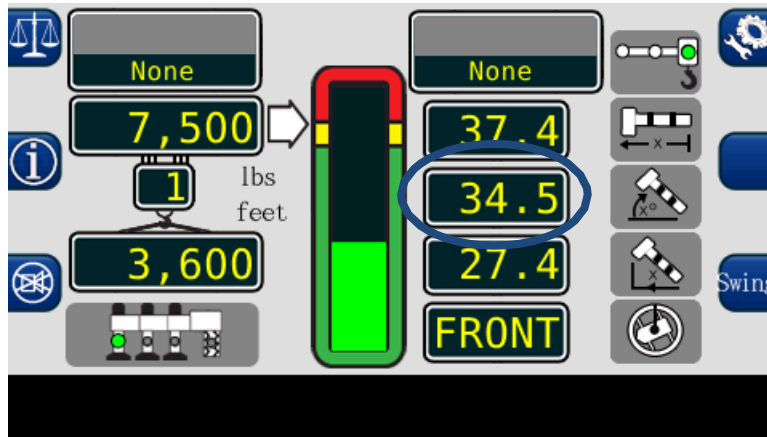 None
7,500
1
lbs
feet
3,600
None
37.4
34.5
27.4
FRONT
x
x°
x
Swing